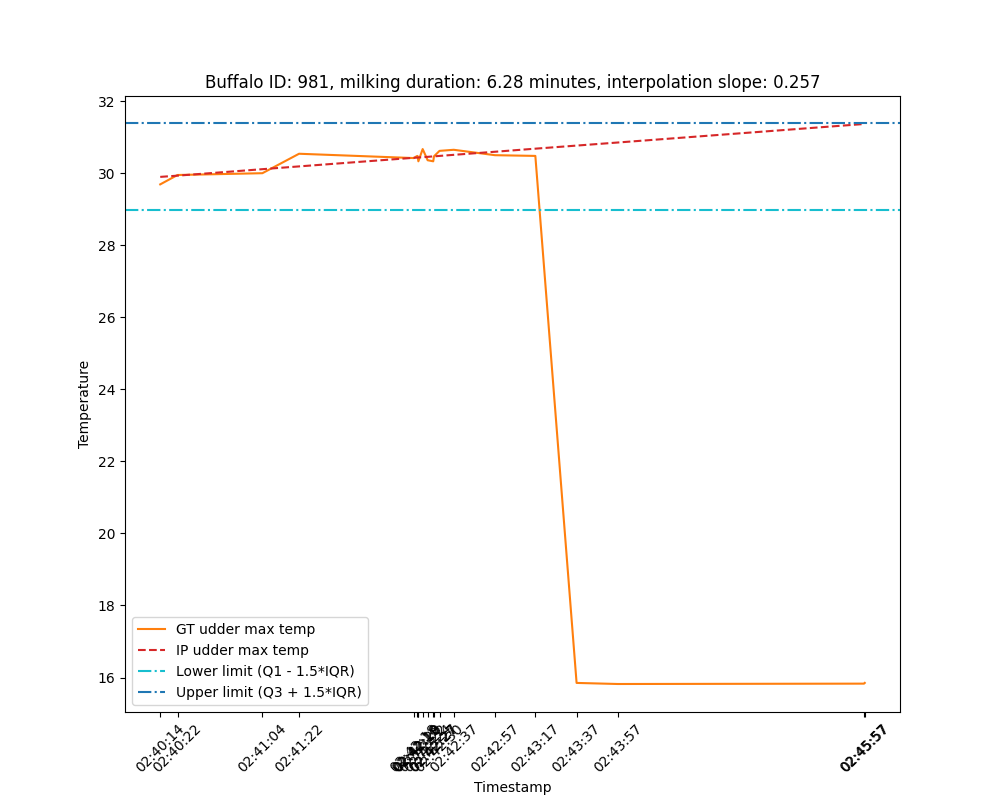 Buffalo ID: 981, milking duration: 6.28 minutes, interpolation slope: 0.257
Temperature
32
30
28
26
24
22
20
18
16
GT udder max temp
IP udder max temp
Lower limit (Q1 - 1.5*IQR)
Upper limit (Q3 + 1.5*IQR)
02:40:14
02:40:22
02:41:04
02:41:22
02:42:37
02:42:57
02:43:17
02:43:37
02:43:57
02:45:57
Timestamp